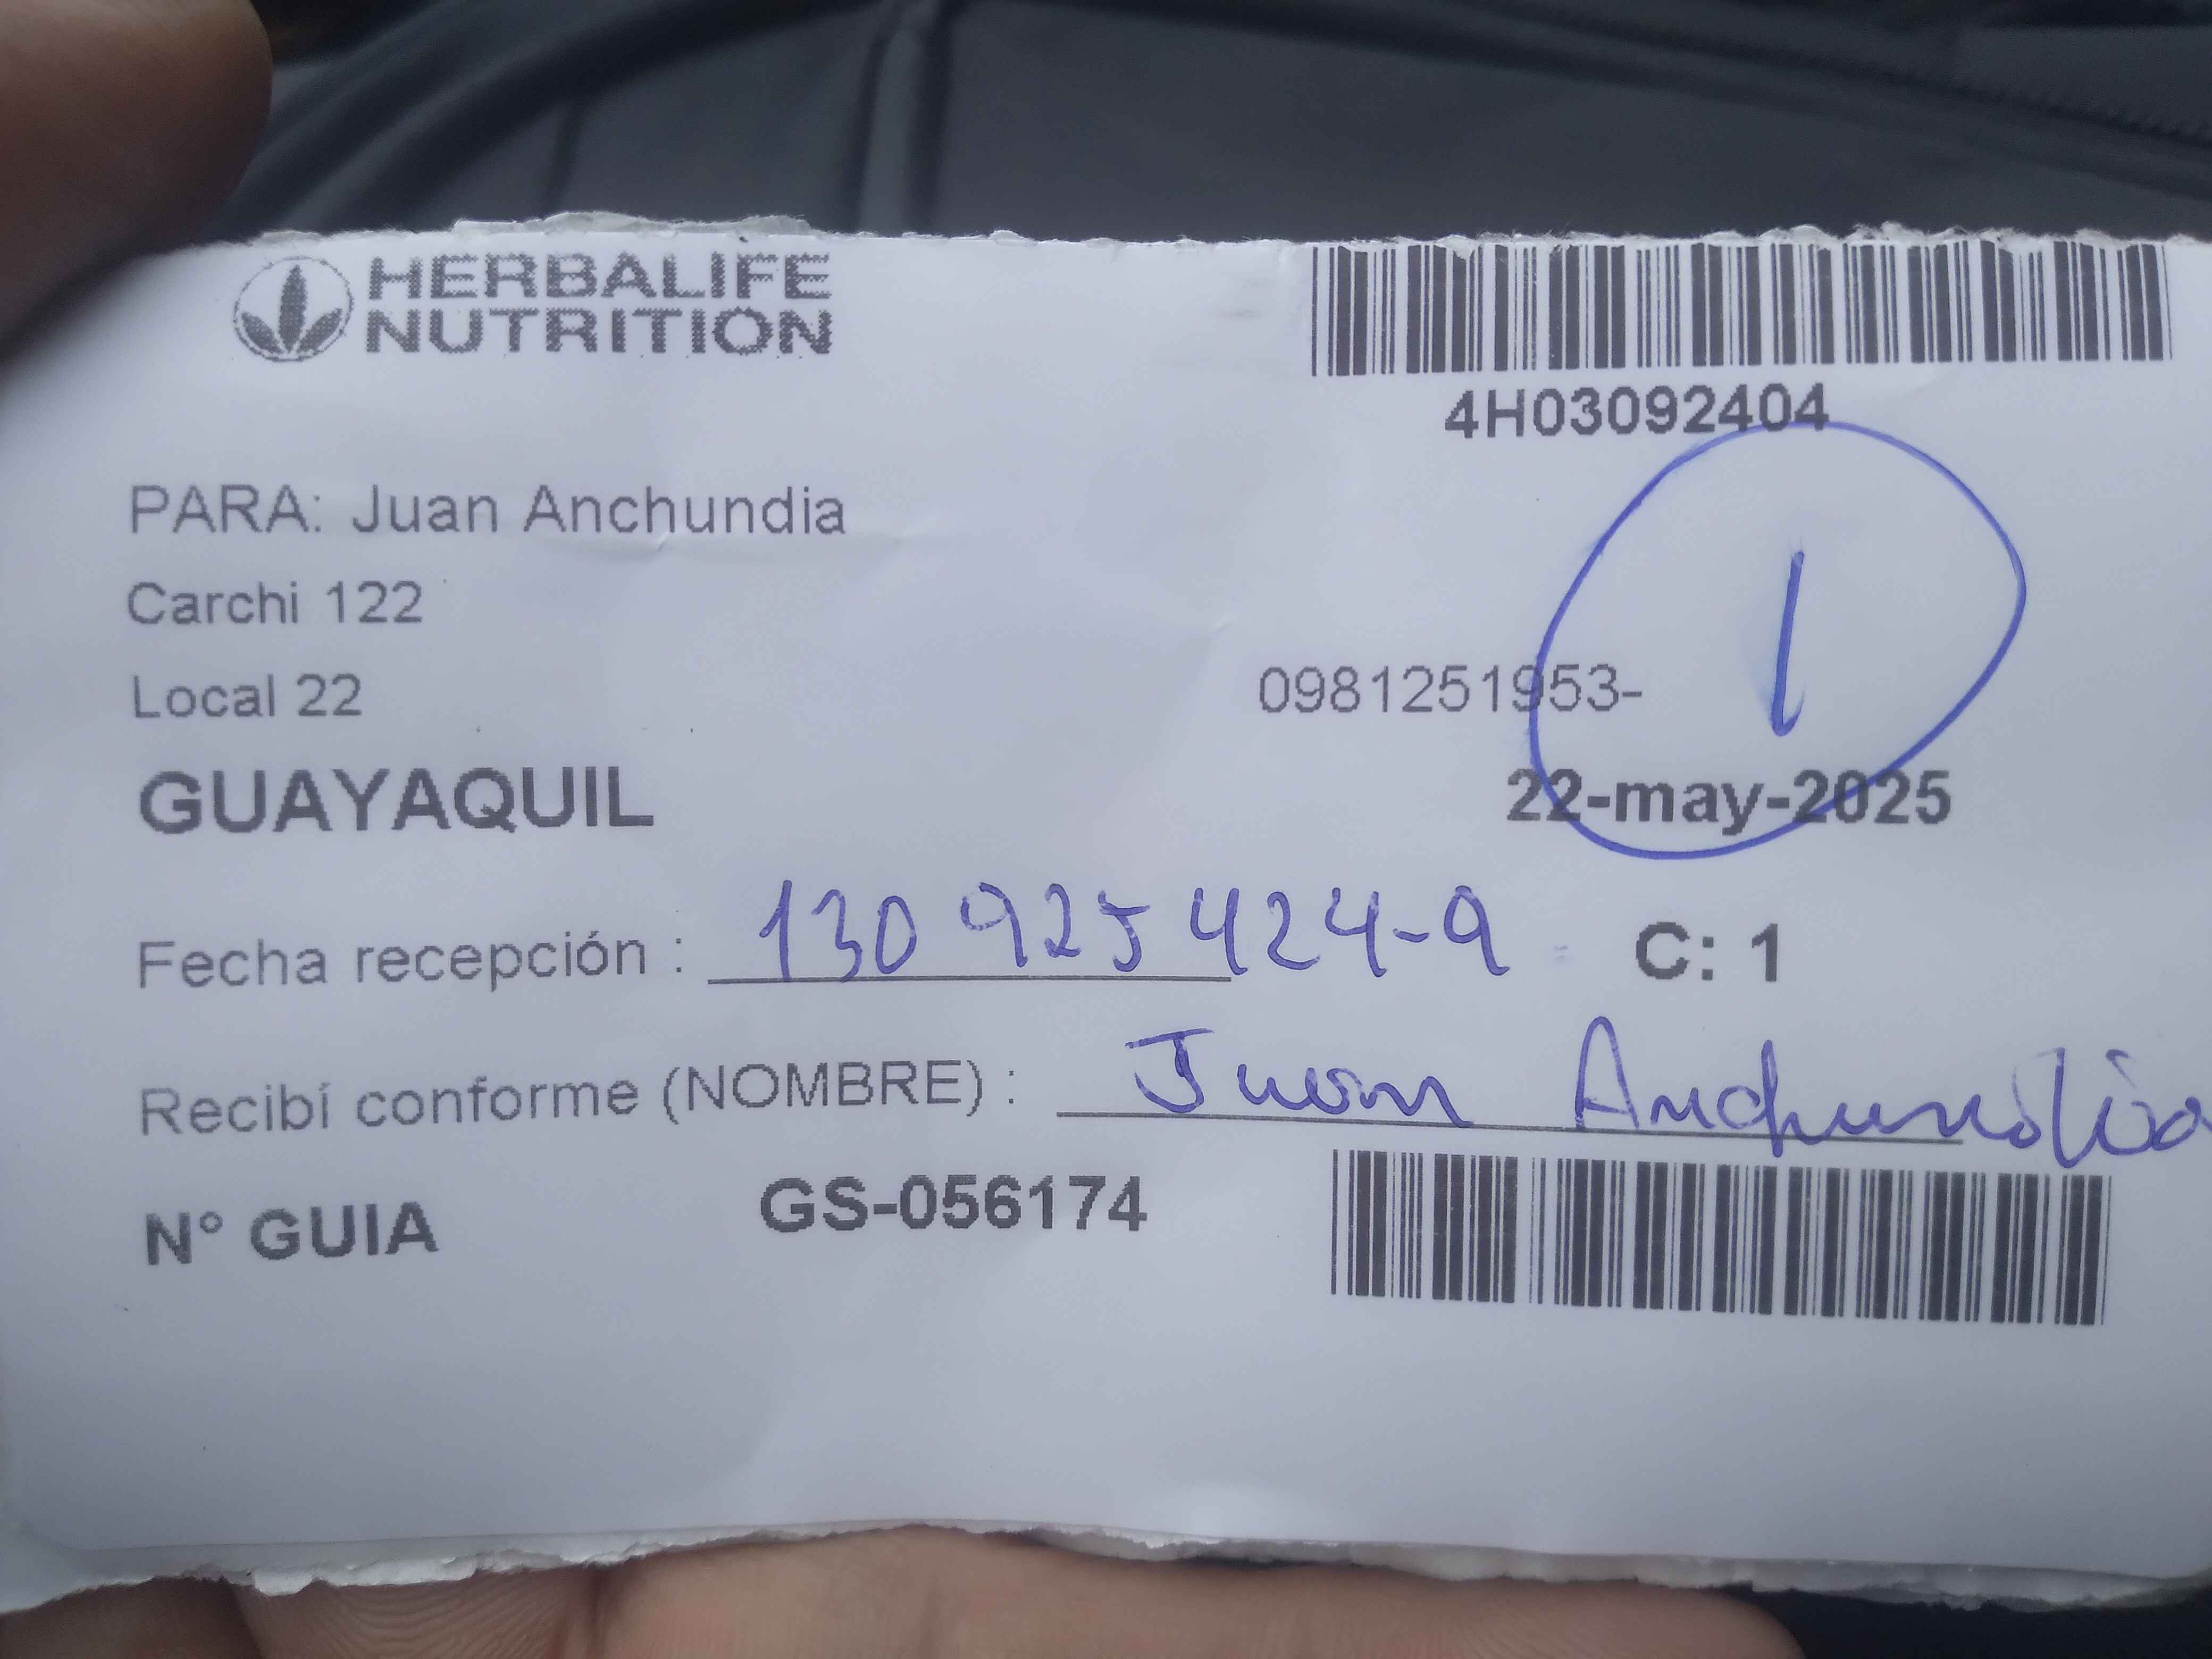 HERBALIFE
NUTRITION
4H03092404
PARA: Juan Anchundia
Carchi 122
Local 22
0981251953-
1
GUAYAQUIL
22-may-2025
Fecha recepción : 130925424-9
C: 1
Recibí conforme (NOMBRE) : Juan Anchundia
N° GUIA GS-056174